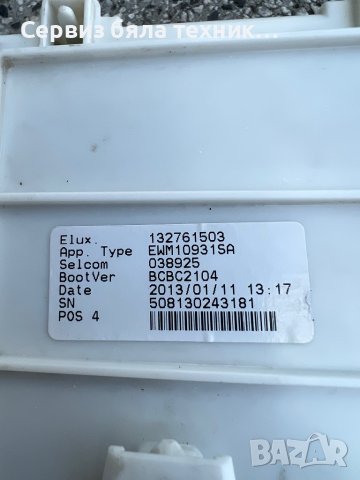 Сервиз бяла техник...
Elux. 132761503
App. Type EWM10931SA
Selcom 038925
BootVer BCBC2104
Date 2013/01/11 13:17
SN 508130243181
POS 4
BAZAR